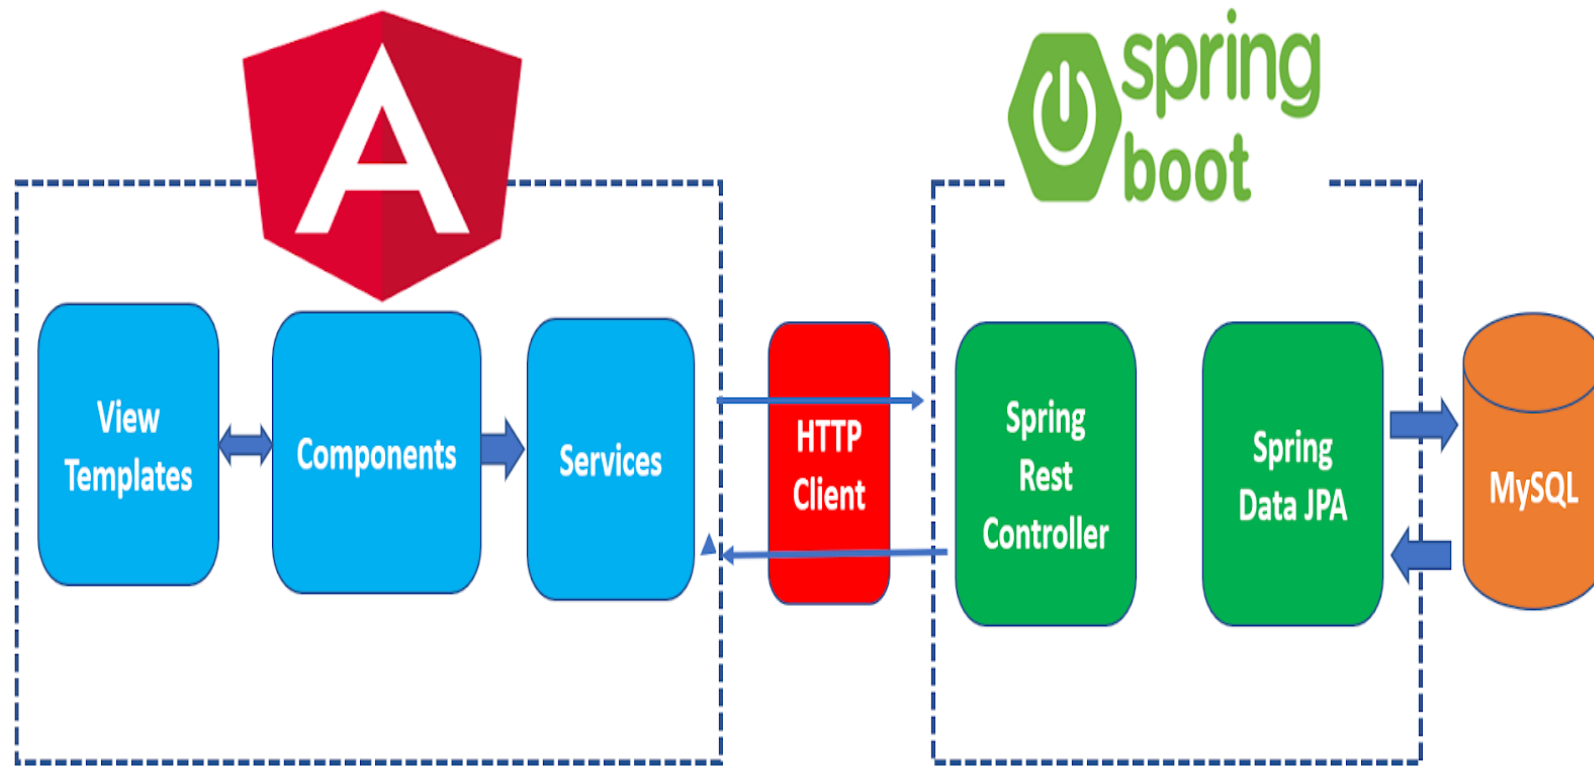 spring
boot
View
Templates
Components
Services
HTTP
Client
Spring
Rest
Controller
Spring
Data JPA
MySQL